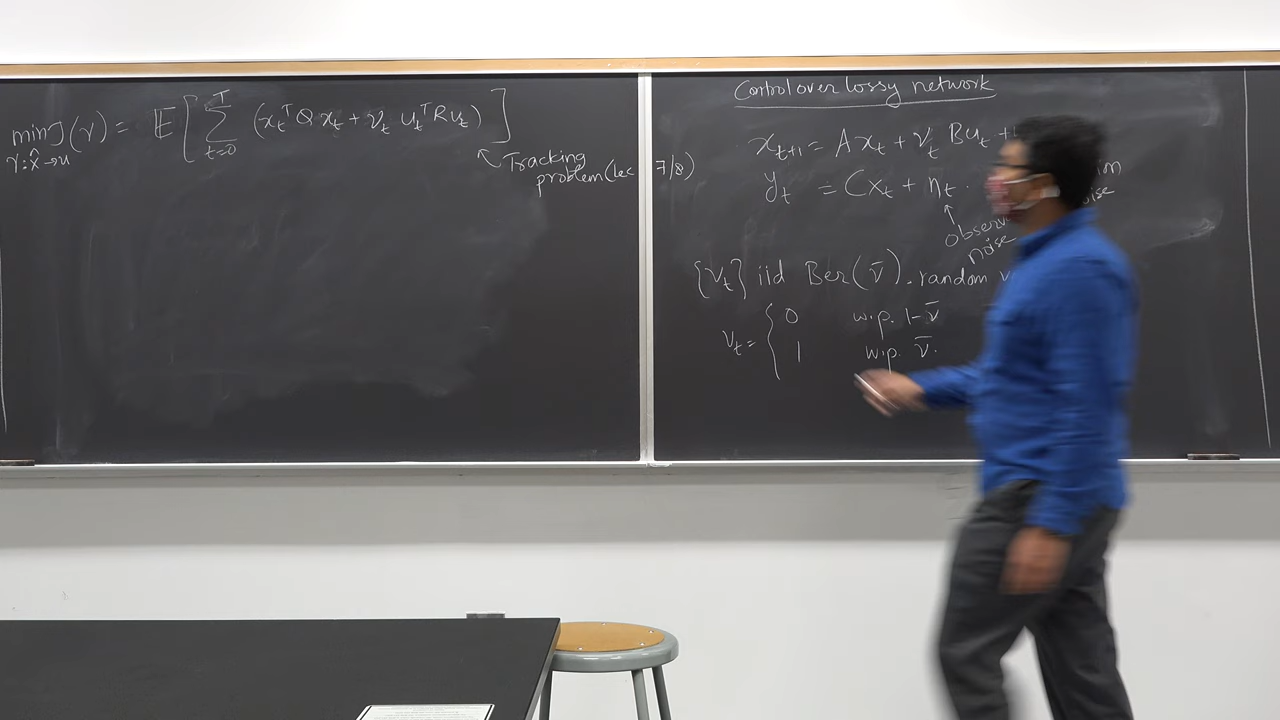 min J(γ) = 𝔼[ Σ_{t=0}^{T} (x_t^T Q x_t + ν_t u_t^T R u_t) ]
γ: x̂→u
Tracking
problem (lec 7/8)
Control over lossy network
x_{t+1} = A x_t + ν_t B u_t +
y_t = C x_t + η_t.
↑
noise
{ν_t} iid Ber(ν̄). random
ν_t = { 0 w.p. 1-ν̄
1 w.p. ν̄.